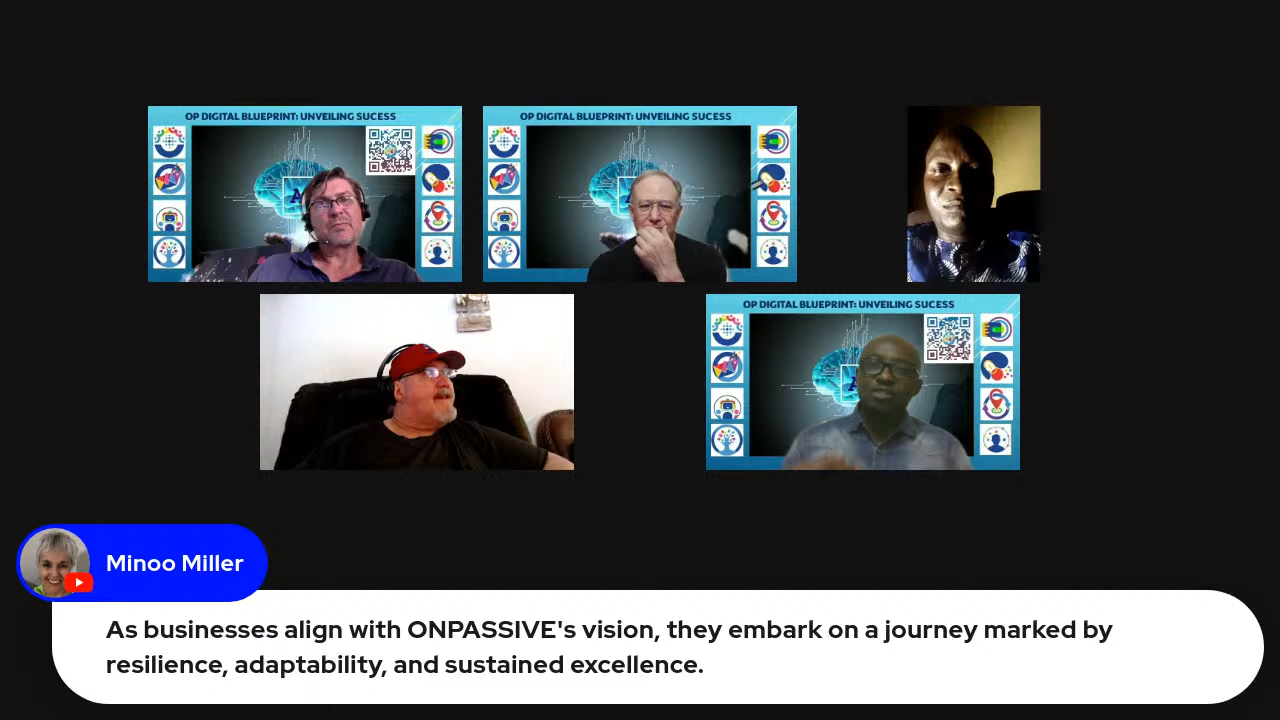 OP DIGITAL BLUEPRINT: UNVEILING SUCESS
OP DIGITAL BLUEPRINT: UNVEILING SUCESS
OP DIGITAL BLUEPRINT: UNVEILING SUCESS
Minoo Miller
As businesses align with ONPASSIVE's vision, they embark on a journey marked by
resilience, adaptability, and sustained excellence.